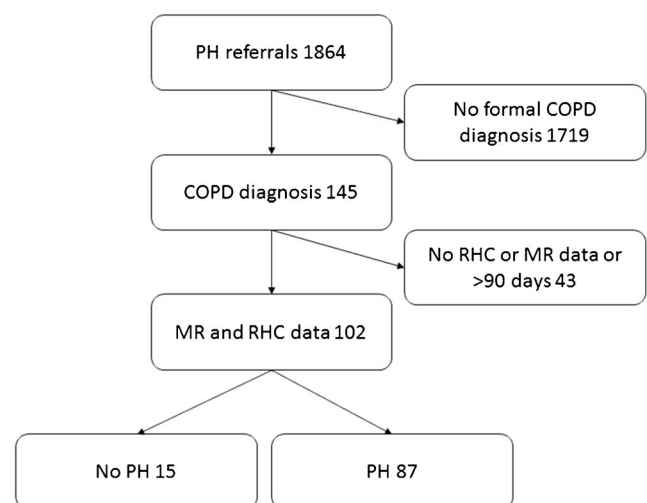 PH referrals 1864
No formal COPD
diagnosis 1719
COPD diagnosis 145
No RHC or MR data or
>90 days 43
MR and RHC data 102
No PH 15
PH 87